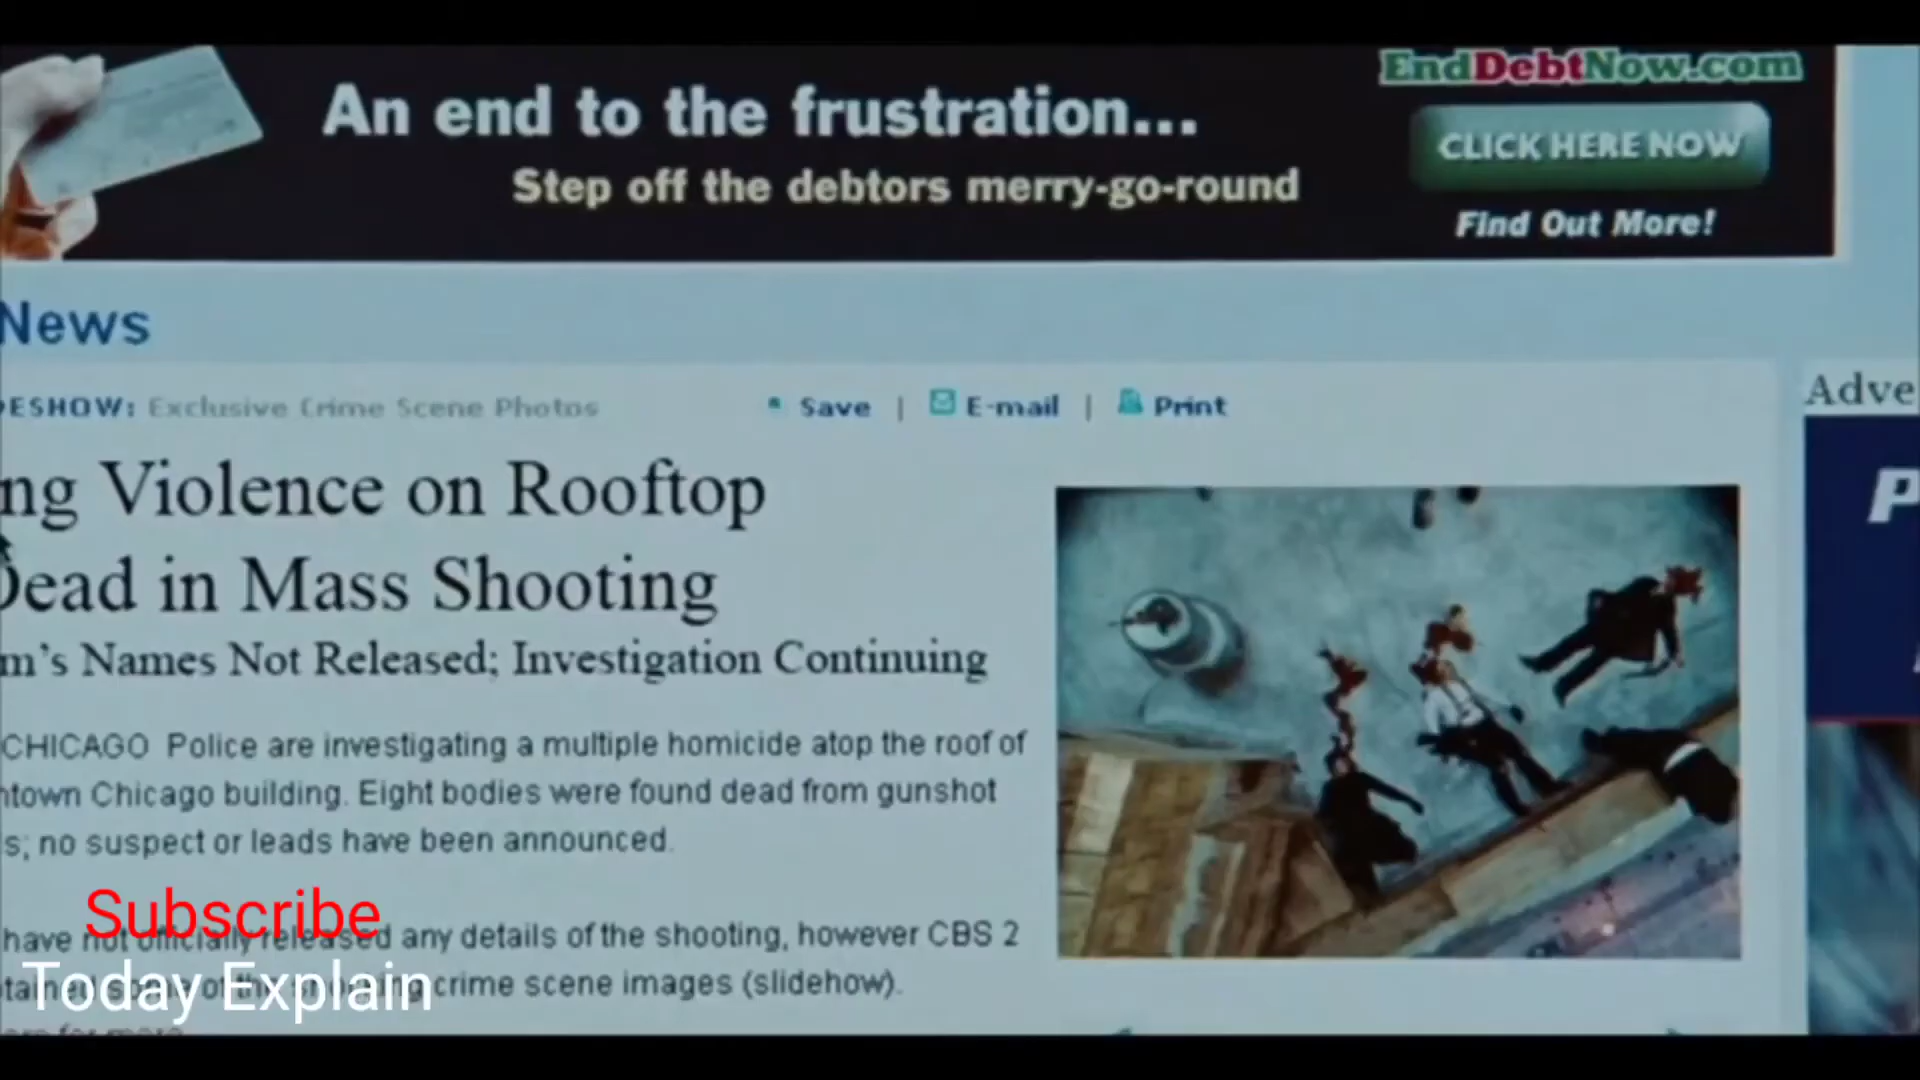 EndDebtNow.com
An end to the frustration...
CLICK HERE NOW
Step off the debtors merry-go-round
Find Out More!
News
ESHOW: Exclusive Crime Scene Photos
Save | E-mail | Print
Adve
ng Violence on Rooftop
P
Dead in Mass Shooting
m's Names Not Released; Investigation Continuing
CHICAGO Police are investigating a multiple homicide atop the roof of
ntown Chicago building. Eight bodies were found dead from gunshot
s; no suspect or leads have been announced.
Subscribe
have not officially released any details of the shooting, however CBS 2
Today Explain
crime scene images (slidehow).